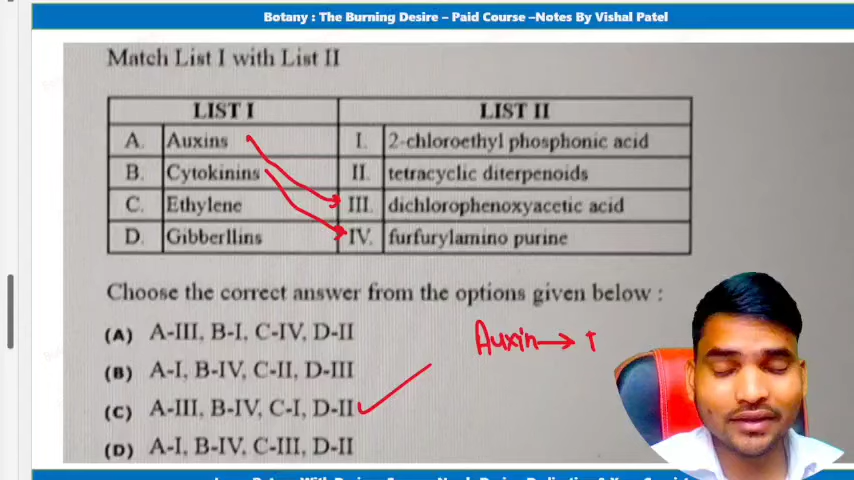 Botany : The Burning Desire – Paid Course –Notes By Vishal Patel
Match List I with List II
LIST I LIST II
A. Auxins I. 2-chloroethyl phosphonic acid
B. Cytokinins II. tetracyclic diterpenoids
C. Ethylene III. dichlorophenoxyacetic acid
D. Gibberllins IV. furfurylamino purine
Choose the correct answer from the options given below :
(A) A-III, B-I, C-IV, D-II
(B) A-I, B-IV, C-II, D-III
(C) A-III, B-IV, C-I, D-II
(D) A-I, B-IV, C-III, D-II
Auxin→